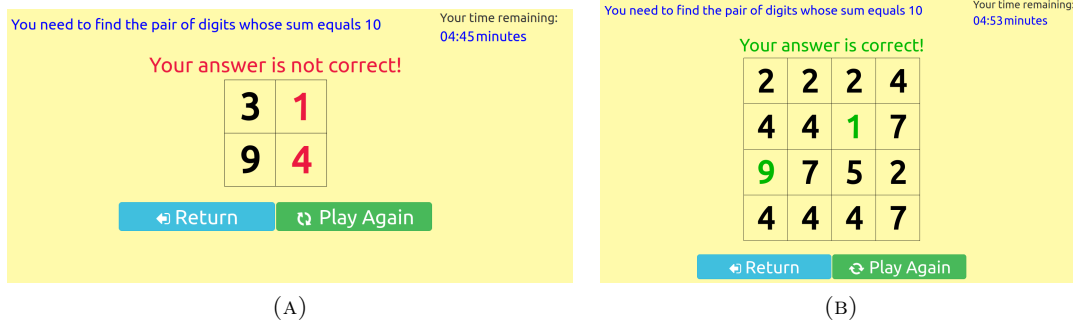 You need to find the pair of digits whose sum equals 10
Your time remaining:
04:45 minutes
Your answer is not correct!
3 1
9 4
Return Play Again
(A)
You need to find the pair of digits whose sum equals 10
Your time remaining:
04:53 minutes
Your answer is correct!
2 2 2 4
4 4 1 7
9 7 5 2
4 4 4 7
Return Play Again
(B)